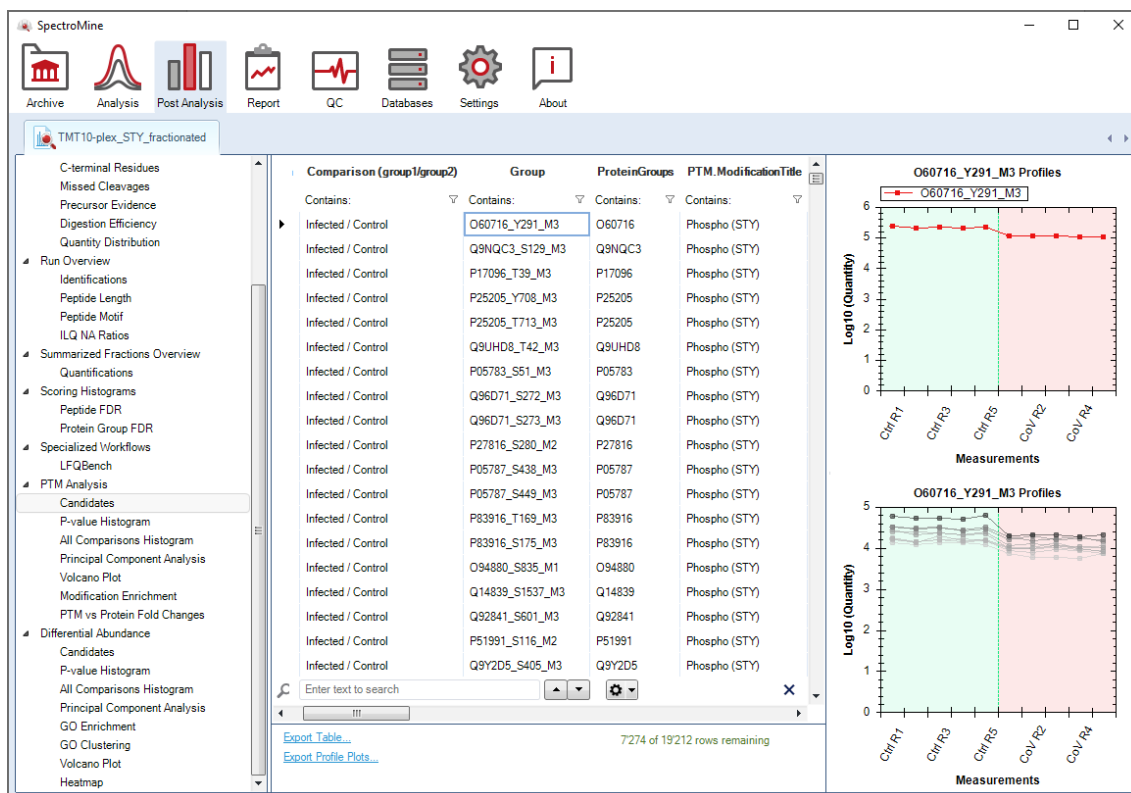 SpectroMine
Archive
Analysis
Post Analysis
Report
QC
Databases
Settings
About
TMT10-plex_STY_fractionated
C-terminal Residues
Missed Cleavages
Precursor Evidence
Digestion Efficiency
Quantity Distribution
Run Overview
Identifications
Peptide Length
Peptide Motif
ILQ NA Ratios
Summarized Fractions Overview
Quantifications
Scoring Histograms
Peptide FDR
Protein Group FDR
Specialized Workflows
LFQBench
PTM Analysis
Candidates
P-value Histogram
All Comparisons Histogram
Principal Component Analysis
Volcano Plot
Modification Enrichment
PTM vs Protein Fold Changes
Differential Abundance
Candidates
P-value Histogram
All Comparisons Histogram
Principal Component Analysis
GO Enrichment
GO Clustering
Volcano Plot
Heatmap
Comparison (group1/group2) Group ProteinGroups PTM.ModificationTitle
Contains: Contains: Contains: Contains:
Infected / Control O60716_Y291_M3 O60716 Phospho (STY)
Infected / Control Q9NQC3_S129_M3 Q9NQC3 Phospho (STY)
Infected / Control P17096_T39_M3 P17096 Phospho (STY)
Infected / Control P25205_Y708_M3 P25205 Phospho (STY)
Infected / Control P25205_T713_M3 P25205 Phospho (STY)
Infected / Control Q9UHD8_T42_M3 Q9UHD8 Phospho (STY)
Infected / Control P05783_S51_M3 P05783 Phospho (STY)
Infected / Control Q96D71_S272_M3 Q96D71 Phospho (STY)
Infected / Control Q96D71_S273_M3 Q96D71 Phospho (STY)
Infected / Control P27816_S280_M2 P27816 Phospho (STY)
Infected / Control P05787_S438_M3 P05787 Phospho (STY)
Infected / Control P05787_S449_M3 P05787 Phospho (STY)
Infected / Control P83916_T169_M3 P83916 Phospho (STY)
Infected / Control P83916_S175_M3 P83916 Phospho (STY)
Infected / Control O94880_S835_M1 O94880 Phospho (STY)
Infected / Control Q14839_S1537_M3 Q14839 Phospho (STY)
Infected / Control Q92841_S601_M3 Q92841 Phospho (STY)
Infected / Control P51991_S116_M2 P51991 Phospho (STY)
Infected / Control Q9Y2D5_S405_M3 Q9Y2D5 Phospho (STY)
Enter text to search
Export Table...
7'274 of 19'212 rows remaining
Export Profile Plots...
O60716_Y291_M3 Profiles
O60716_Y291_M3
6
5
4
3
2
1
0
Log10 (Quantity)
Ctrl R1 Ctrl R3 Ctrl R5 CoV R2 CoV R4
Measurements
O60716_Y291_M3 Profiles
5
4
3
2
1
0
Log10 (Quantity)
Ctrl R1 Ctrl R3 Ctrl R5 CoV R2 CoV R4
Measurements